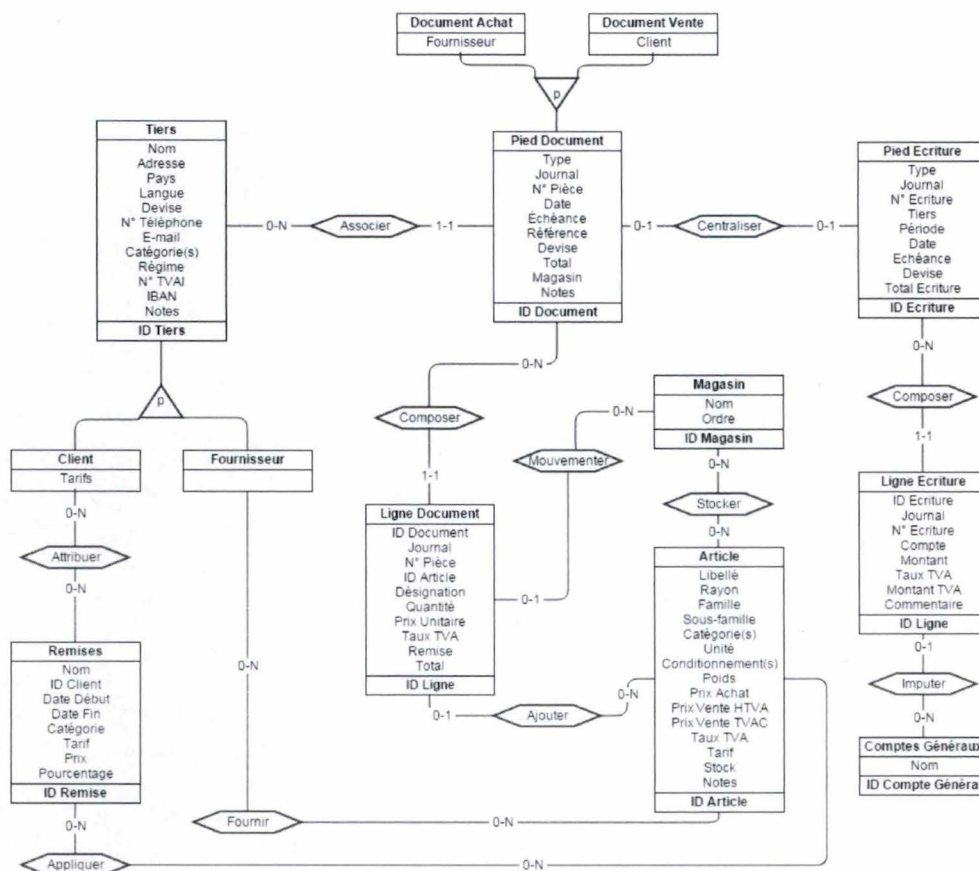 Document Achat
Fournisseur
Document Vente
Client
p
Tiers
Nom
Adresse
Pays
Langue
Devise
N° Téléphone
E-mail
Catégorie(s)
Régime
N° TVAI
IBAN
Notes
ID Tiers
0-N
Associer
1-1
Pied Document
Type
Journal
N° Pièce
Date
Échéance
Référence
Devise
Total
Magasin
Notes
ID Document
0-1
Centraliser
0-1
Pied Ecriture
Type
Journal
N° Ecriture
Tiers
Période
Date
Echéance
Devise
Total Ecriture
ID Ecriture
p
Client
Tarifs
Fournisseur
0-N
Attribuer
0-N
Remises
Nom
ID Client
Date Début
Date Fin
Catégorie
Tarif
Prix
Pourcentage
ID Remise
0-N
Appliquer
0-N
0-N
Fournir
0-N
0-N
Composer
1-1
Ligne Document
ID Document
Journal
N° Pièce
ID Article
Désignation
Quantité
Prix Unitaire
Taux TVA
Remise
Total
ID Ligne
0-1
Ajouter
0-N
0-N
Mouvementer
0-1
Magasin
Nom
Ordre
ID Magasin
0-N
Stocker
0-N
Article
Libellé
Rayon
Famille
Sous-famille
Catégorie(s)
Unité
Conditionnement(s)
Poids
Prix Achat
Prix Vente HTVA
Prix Vente TVAC
Taux TVA
Tarif
Stock
Notes
ID Article
0-N
Composer
1-1
Ligne Ecriture
ID Ecriture
Journal
N° Ecriture
Compte
Montant
Taux TVA
Montant TVA
Commentaire
ID Ligne
0-1
Imputer
0-N
Comptes Généraux
Nom
ID Compte Général